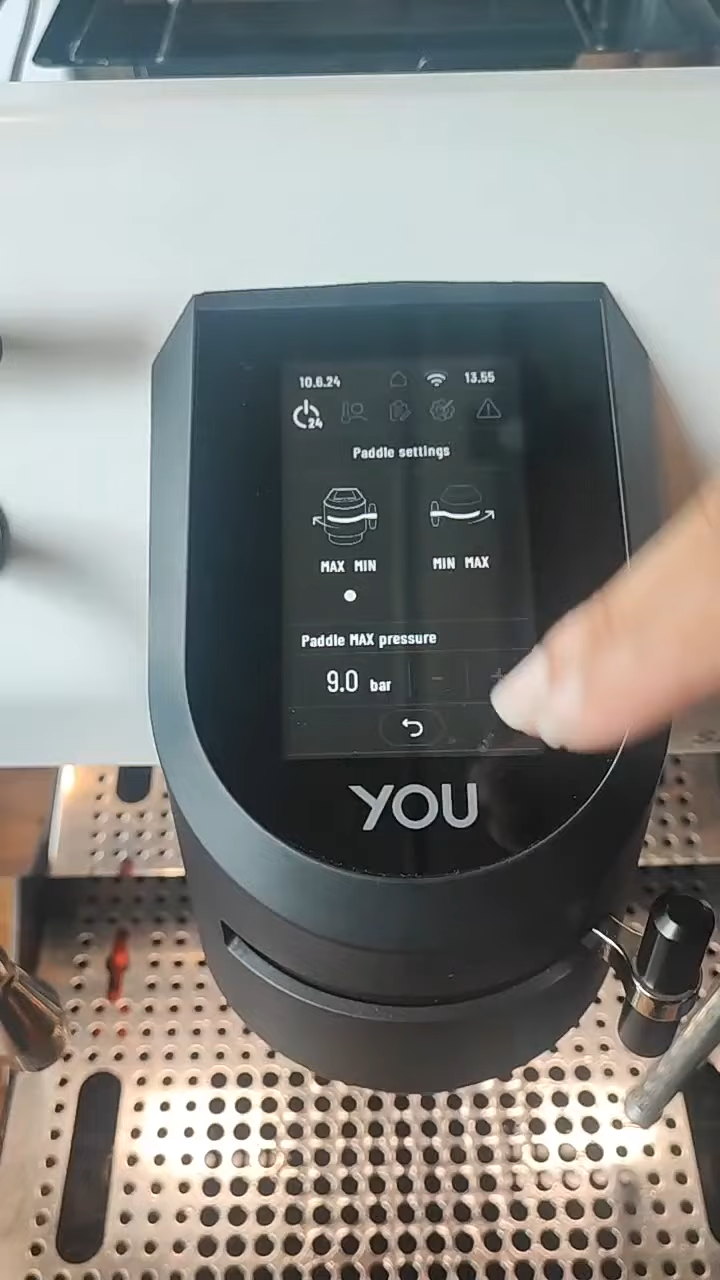 10.6.24 13.55
24
Paddle settings
MAX MIN MIN MAX
Paddle MAX pressure
9.0 bar - +
YOU